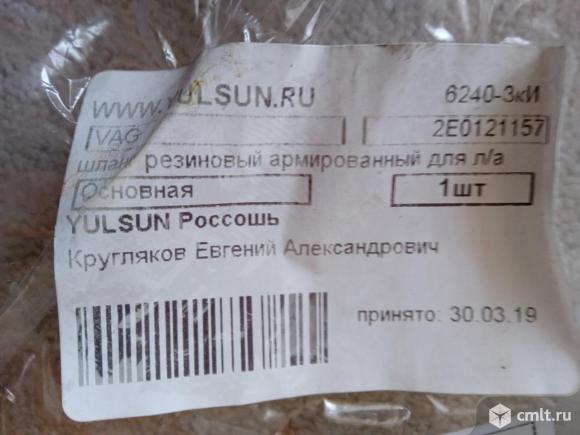 WWW.YULSUN.RU 6240-3кИ
VAG 2E0121157
шланг резиновый армированный для л/а
Основная 1шт
YULSUN Россошь
Кругляков Евгений Александрович
принято: 30.03.19
cmlt.ru